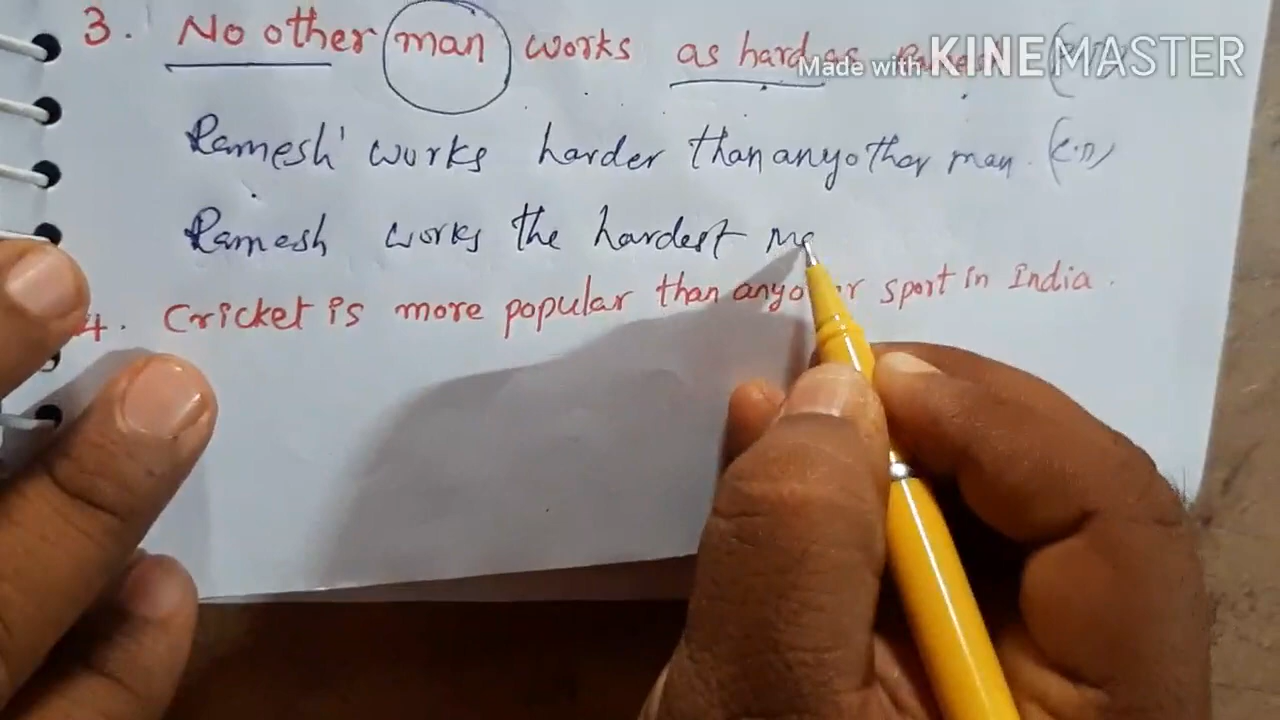 3. No other man works as hard as
Made with KINEMASTER
Ramesh works harder than any other man. (C.D)
Ramesh works the hardest
4. Cricket is more popular than any sport in India.